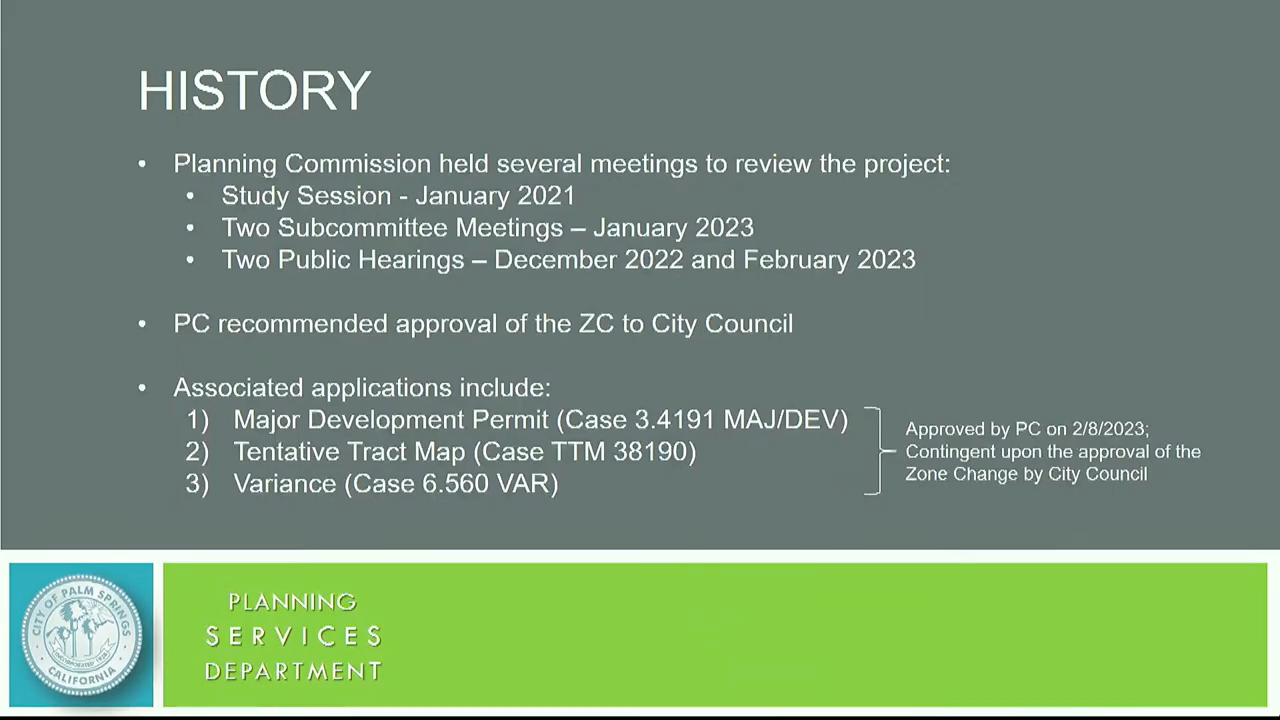 HISTORY
• Planning Commission held several meetings to review the project:
• Study Session - January 2021
• Two Subcommittee Meetings – January 2023
• Two Public Hearings – December 2022 and February 2023
• PC recommended approval of the ZC to City Council
• Associated applications include:
1) Major Development Permit (Case 3.4191 MAJ/DEV)
2) Tentative Tract Map (Case TTM 38190)
3) Variance (Case 6.560 VAR)
Approved by PC on 2/8/2023;
Contingent upon the approval of the
Zone Change by City Council
CITY OF PALM SPRINGS
CALIFORNIA
PLANNING
SERVICES
DEPARTMENT